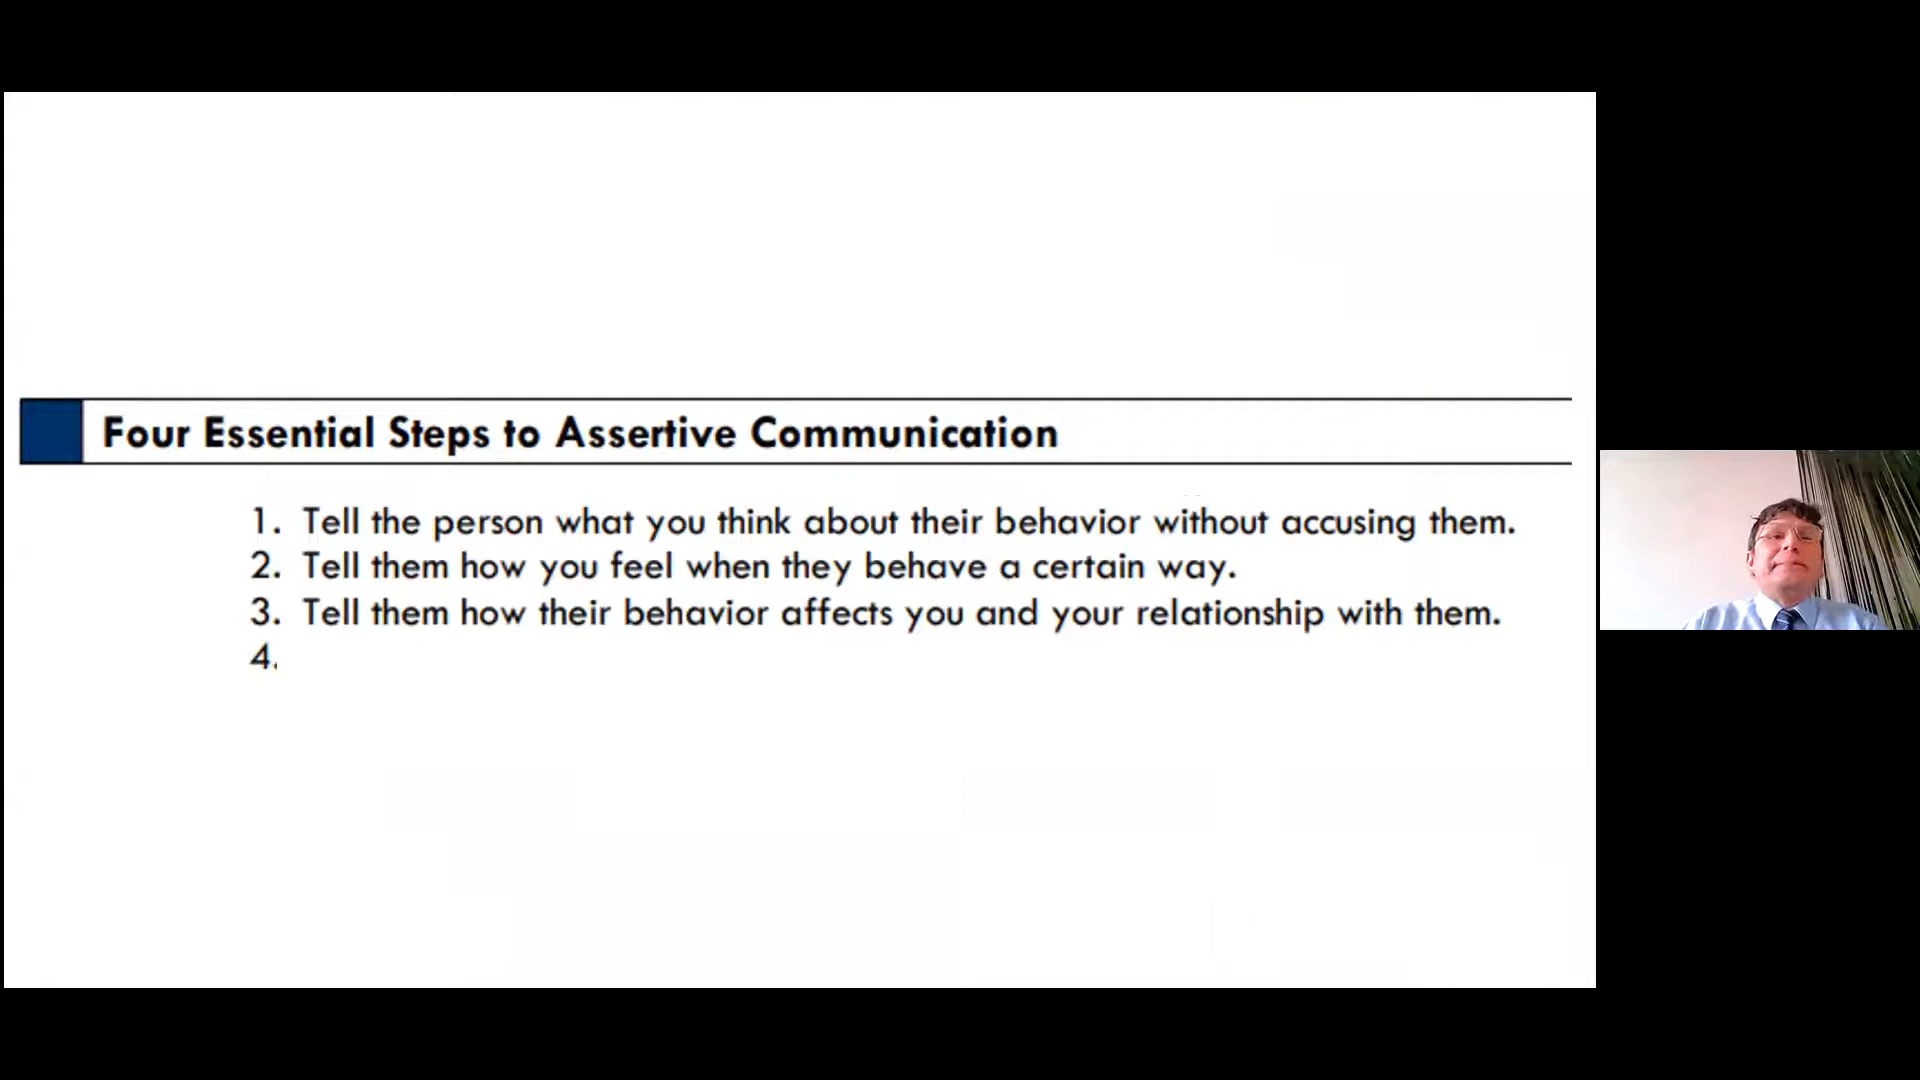 Four Essential Steps to Assertive Communication
1. Tell the person what you think about their behavior without accusing them.
2. Tell them how you feel when they behave a certain way.
3. Tell them how their behavior affects you and your relationship with them.
4.